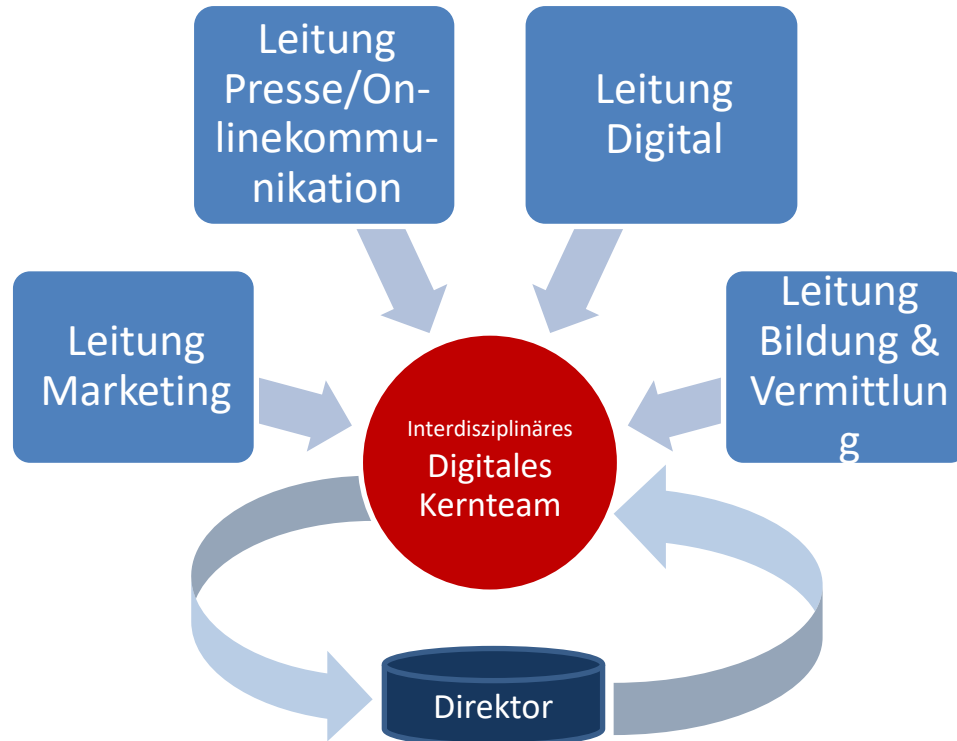 Leitung
Presse/On-
linekommu-
nikation
Leitung
Digital
Leitung
Marketing
Leitung
Bildung &
Vermittlun
g
Interdisziplinäres
Digitales
Kernteam
Direktor